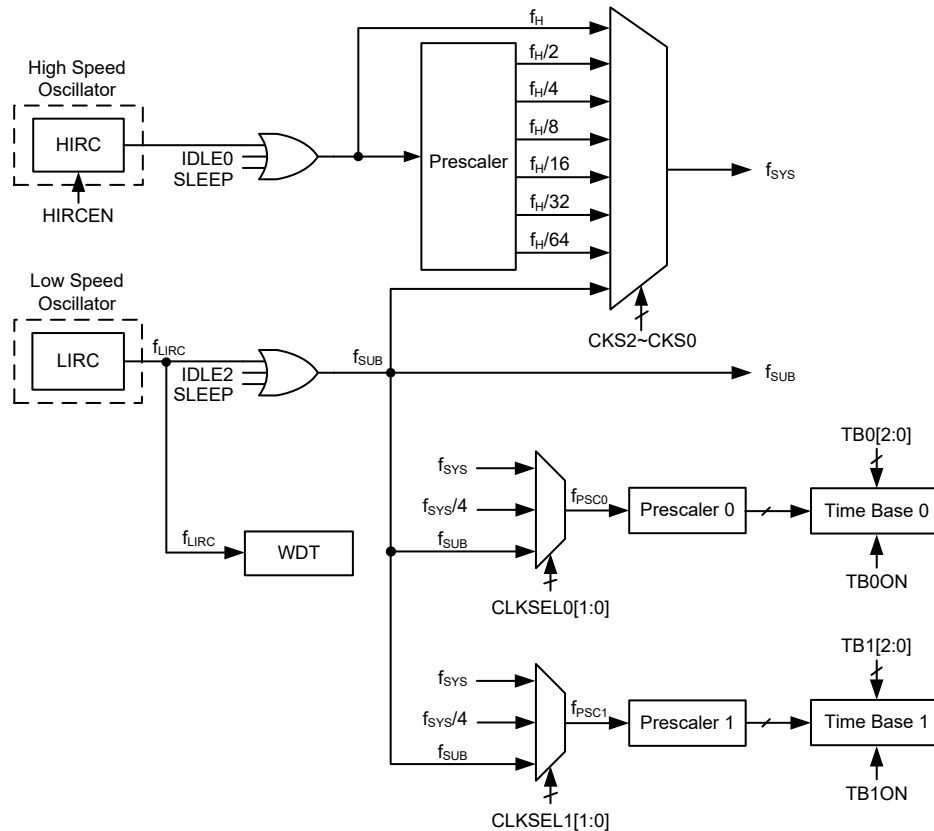 High Speed
Oscillator
HIRC
IDLE0
SLEEP
HIRCEN
Prescaler
f_H
f_H/2
f_H/4
f_H/8
f_H/16
f_H/32
f_H/64
f_SYS
CKS2~CKS0
Low Speed
Oscillator
LIRC
f_LIRC
IDLE2
SLEEP
f_SUB
f_SUB
f_LIRC
WDT
f_SYS
f_SYS/4
f_SUB
f_PSC0
CLKSEL0[1:0]
Prescaler 0
TB0[2:0]
Time Base 0
TB0ON
f_SYS
f_SYS/4
f_SUB
f_PSC1
CLKSEL1[1:0]
Prescaler 1
TB1[2:0]
Time Base 1
TB1ON